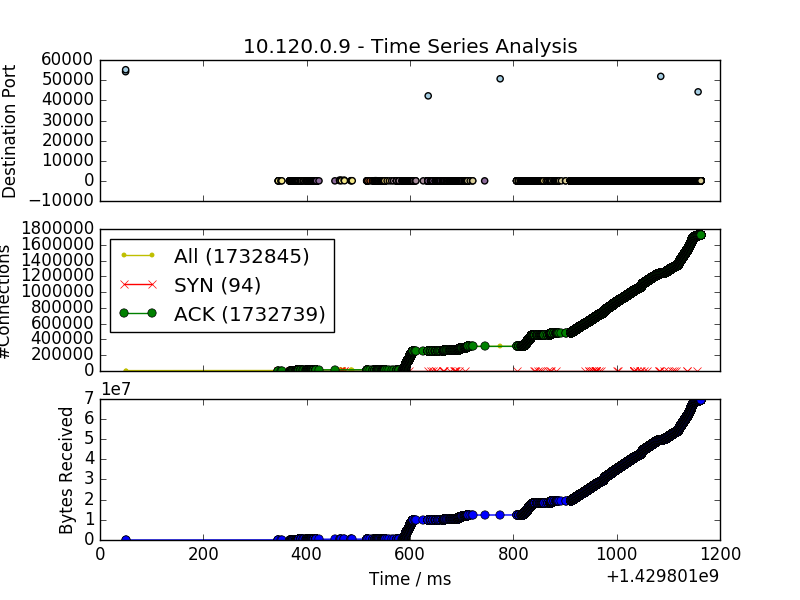 10.120.0.9 - Time Series Analysis
Destination Port
60000
50000
40000
30000
20000
10000
0
−10000
#Connections
1800000
1600000
1400000
1200000
1000000
800000
600000
400000
200000
0
All (1732845)
SYN (94)
ACK (1732739)
Bytes Received
1e7
7
6
5
4
3
2
1
0
0 200 400 600 800 1000 1200
Time / ms
+1.429801e9